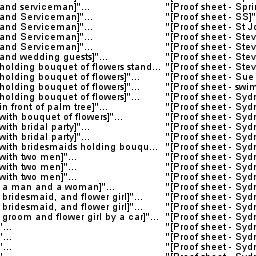 and serviceman]"... "[Proof sheet - Sprin
and Serviceman]"... "[Proof sheet - SS]"
and Serviceman]"... "[Proof sheet - St Jo
and Serviceman]"... "[Proof sheet - Stev
and Serviceman]"... "[Proof sheet - Stev
and wedding guests]"... "[Proof sheet - Stev
holding bouquet of flowers stand... "[Proof sheet - Stev
holding bouquet of flowers]"... "[Proof sheet - Sue
holding bouquet of flowers]"... "[Proof sheet - swim
holding bouquet of flowers]"... "[Proof sheet - Sydn
in front of palm tree]"... "[Proof sheet - Sydn
with bouquet of flowers]"... "[Proof sheet - Sydn
with bridal party]"... "[Proof sheet - Sydn
with bridal party]"... "[Proof sheet - Sydn
with bridesmaids holding bouqu... "[Proof sheet - Sydn
with two men]"... "[Proof sheet - Sydn
with two men]"... "[Proof sheet - Sydn
with two men]"... "[Proof sheet - Sydn
a man and a woman]"... "[Proof sheet - Sydn
bridesmaid, and flower girl]"... "[Proof sheet - Sydn
bridesmaid, and flower girl]"... "[Proof sheet - Sydn
groom and flower girl by a car]"... "[Proof sheet - Sydn
"... "[Proof sheet - Sydn
"... "[Proof sheet - Sydn
"... "[Proof sheet - Sydn